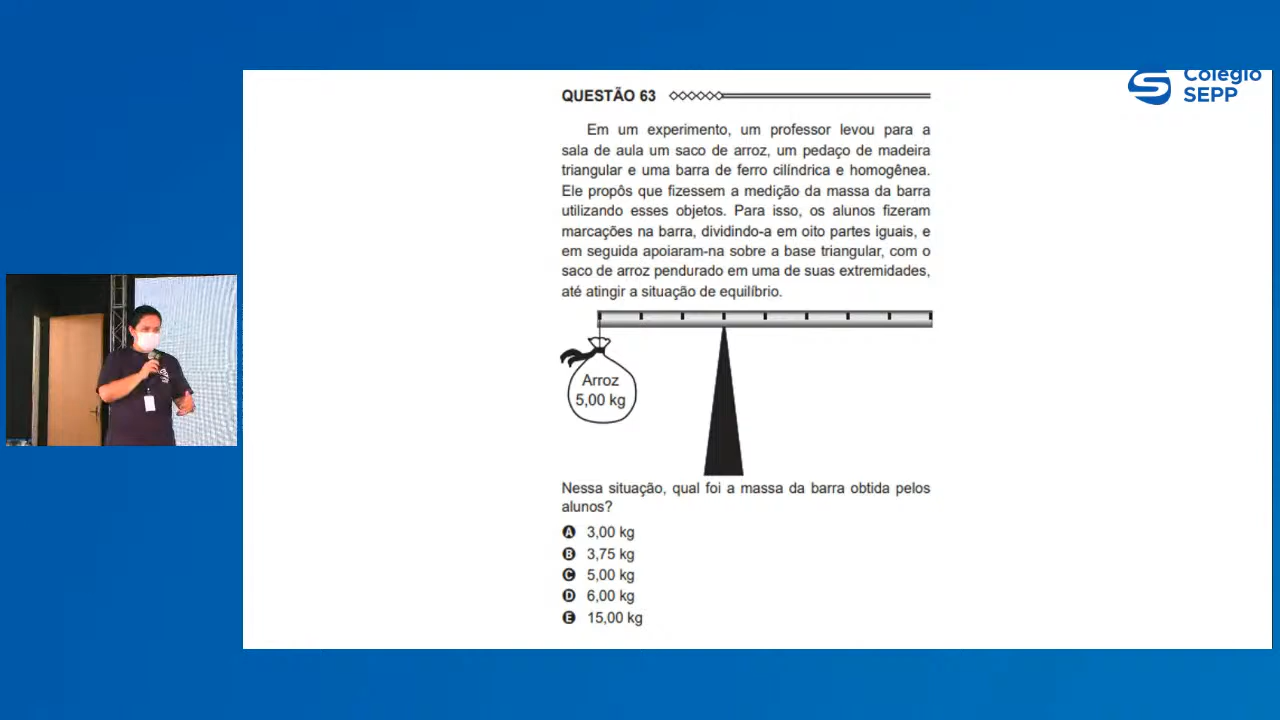 Colégio
SEPP
QUESTÃO 63
Em um experimento, um professor levou para a
sala de aula um saco de arroz, um pedaço de madeira
triangular e uma barra de ferro cilíndrica e homogênea.
Ele propôs que fizessem a medição da massa da barra
utilizando esses objetos. Para isso, os alunos fizeram
marcações na barra, dividindo-a em oito partes iguais, e
em seguida apoiaram-na sobre a base triangular, com o
saco de arroz pendurado em uma de suas extremidades,
até atingir a situação de equilíbrio.
Arroz
5,00 kg
Nessa situação, qual foi a massa da barra obtida pelos
alunos?
A 3,00 kg
B 3,75 kg
C 5,00 kg
D 6,00 kg
E 15,00 kg